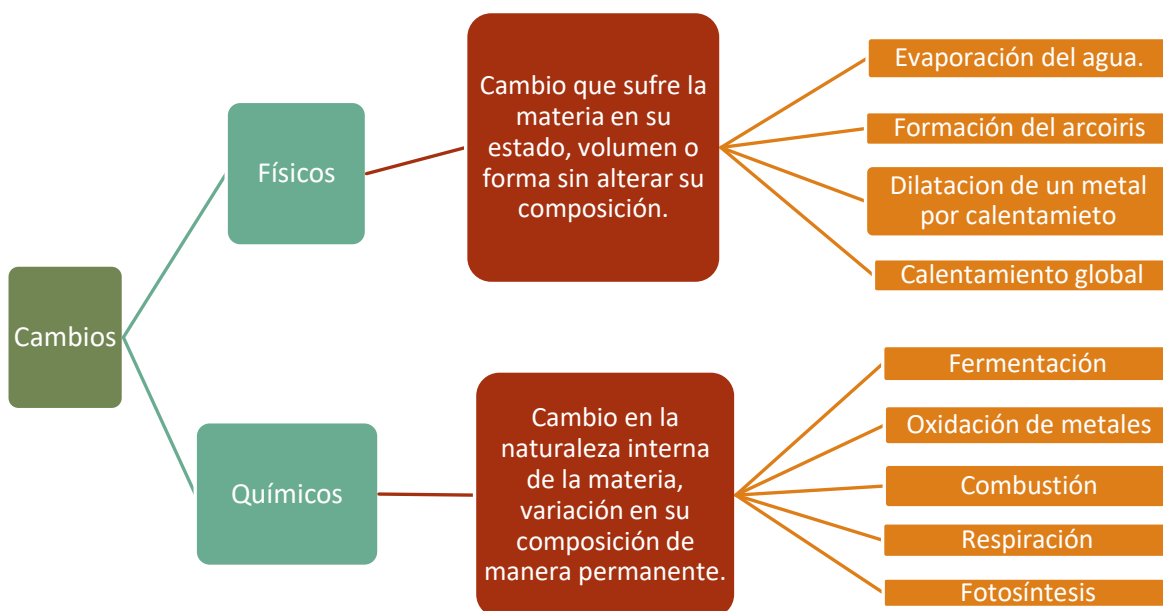 Cambios
Físicos
Cambio que sufre la
materia en su
estado, volumen o
forma sin alterar su
composición.
Evaporación del agua.
Formación del arcoiris
Dilatacion de un metal
por calentamieto
Calentamiento global
Químicos
Cambio en la
naturaleza interna
de la materia,
variación en su
composición de
manera permanente.
Fermentación
Oxidación de metales
Combustión
Respiración
Fotosíntesis